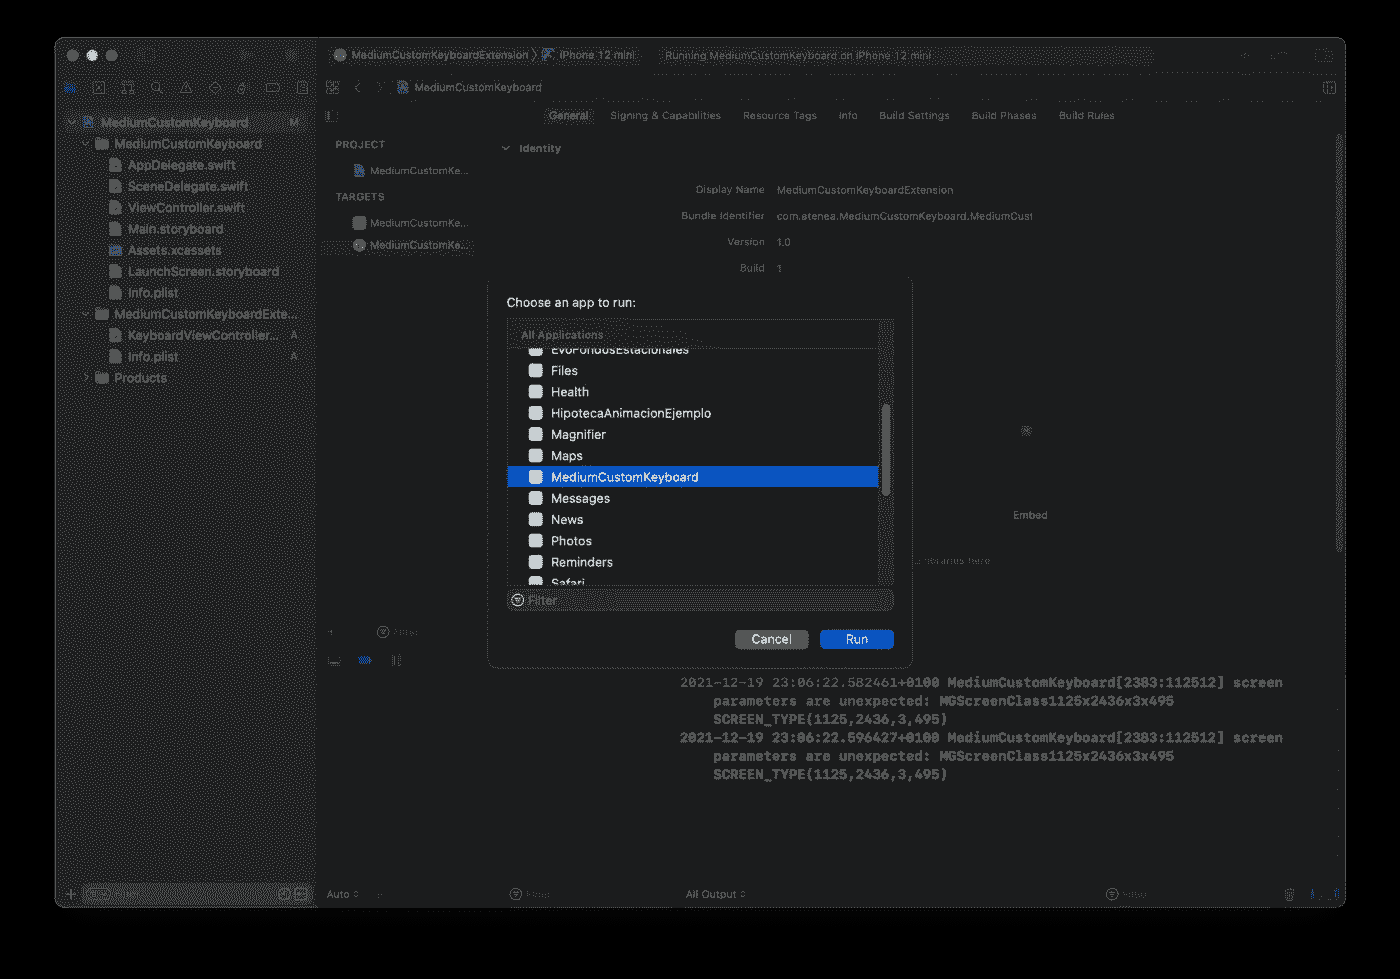 MediumCustomKeyboardExtension
iPhone 12 mini
Running MediumCustomKeyboard on iPhone 12 mini
MediumCustomKeyboard
MediumCustomKeyboard M
MediumCustomKeyboard
AppDelegate.swift
SceneDelegate.swift
ViewController.swift
Main.storyboard
Assets.xcassets
LaunchScreen.storyboard
Info.plist
MediumCustomKeyboardExte...
KeyboardViewController... A
Info.plist A
Products
General Signing & Capabilities Resource Tags Info Build Settings Build Phases Build Rules
PROJECT
MediumCustomKe...
TARGETS
MediumCustomKe...
MediumCustomKe...
Identity
Display Name MediumCustomKeyboardExtension
Bundle Identifier com.atenea.MediumCustomKeyboard.MediumCust
Version 1.0
Build 1
Choose an app to run:
All Applications
EvoFondosEstacionales
Files
Health
HipotecaAnimacionEjemplo
Magnifier
Maps
MediumCustomKeyboard
Messages
News
Photos
Reminders
Safari
Filter
Cancel Run
Embed
here
2021-12-19 23:06:22.582461+0100 MediumCustomKeyboard[2383:112512] screen
parameters are unexpected: MGScreenClass1125x2436x3x495
SCREEN_TYPE(1125,2436,3,495)
2021-12-19 23:06:22.596427+0100 MediumCustomKeyboard[2383:112512] screen
parameters are unexpected: MGScreenClass1125x2436x3x495
SCREEN_TYPE(1125,2436,3,495)
Auto
All Output